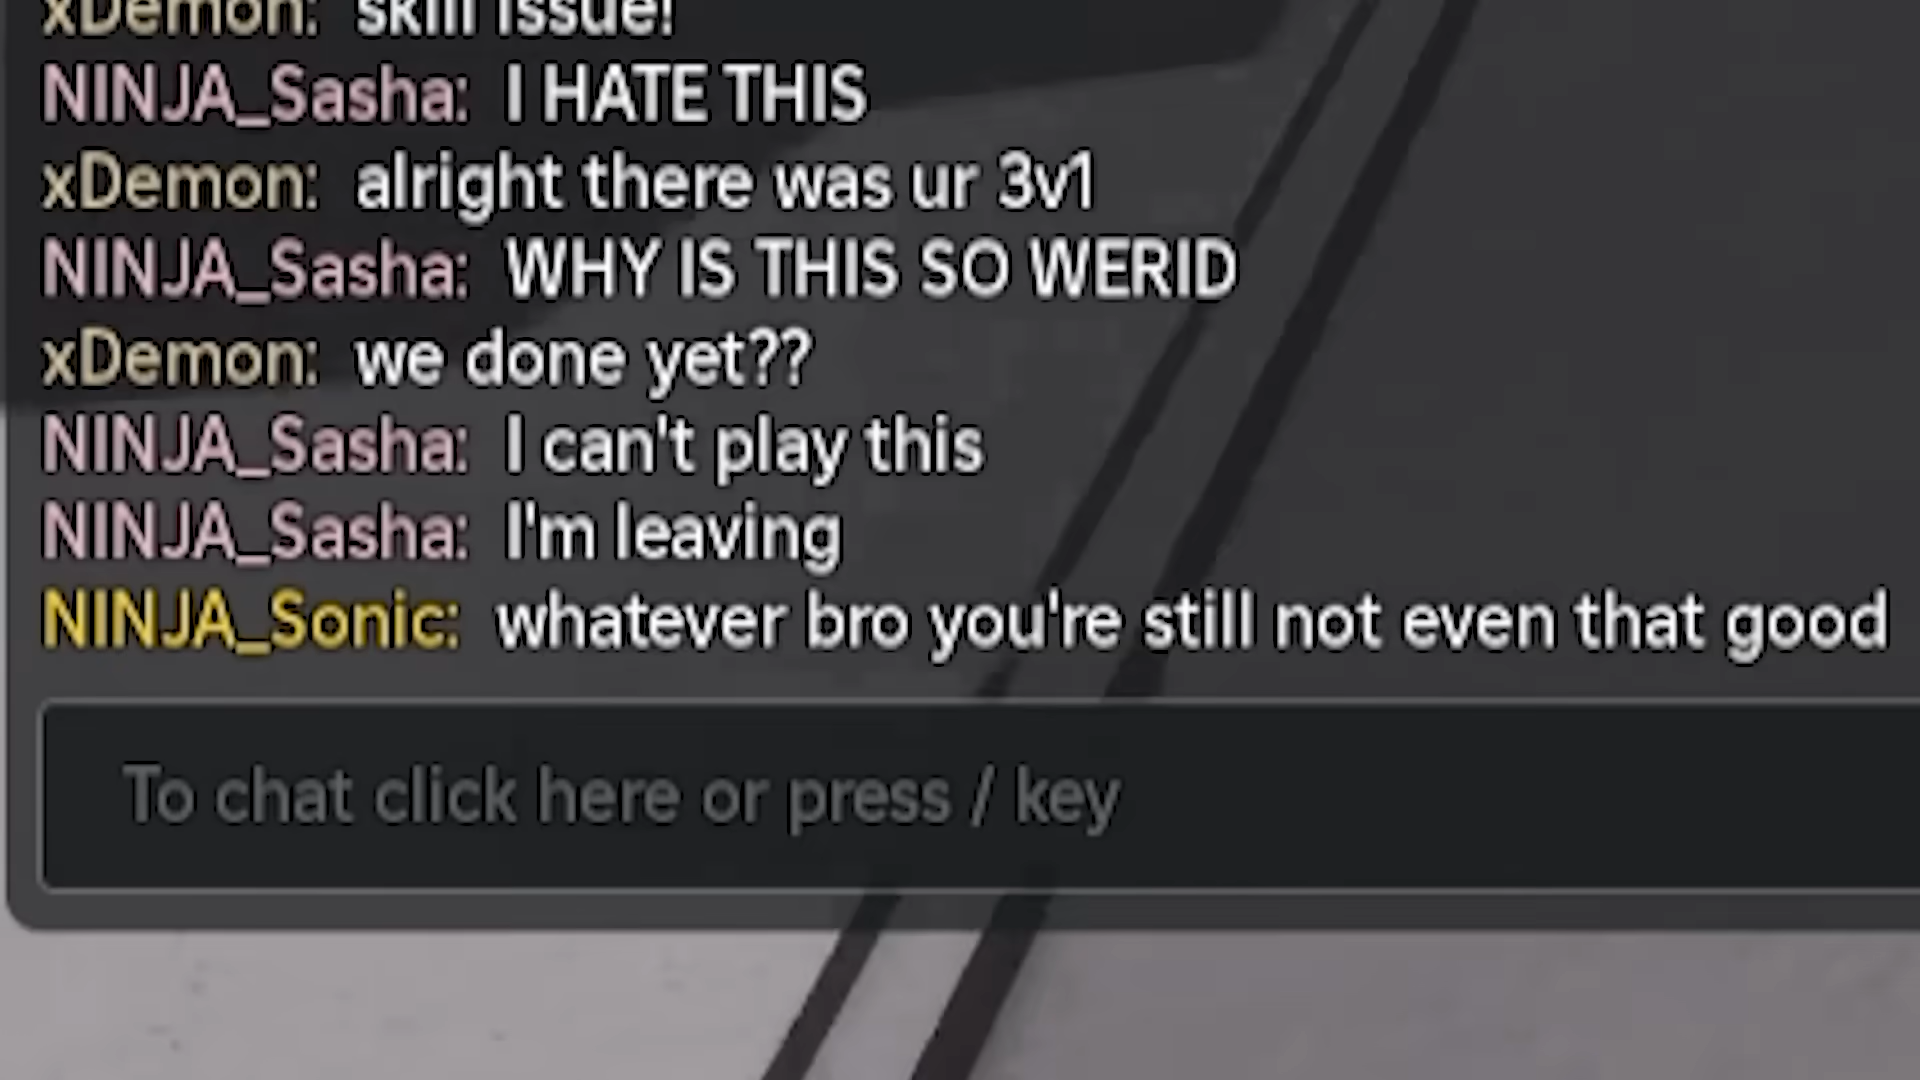 xDemon: skill issue!
NINJA_Sasha: I HATE THIS
xDemon: alright there was ur 3v1
NINJA_Sasha: WHY IS THIS SO WERID
xDemon: we done yet??
NINJA_Sasha: I can't play this
NINJA_Sasha: I'm leaving
NINJA_Sonic: whatever bro you're still not even that good
To chat click here or press / key